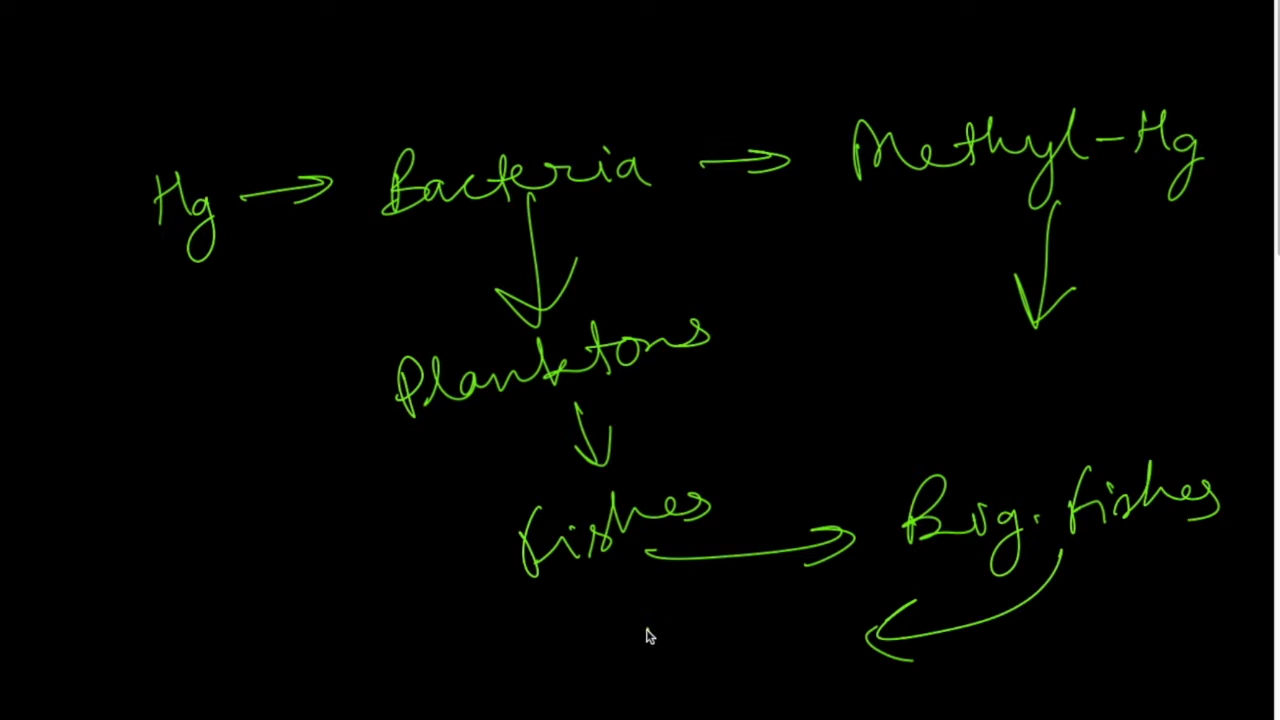 Hg → Bacteria → Methyl-Hg
Planktons
Fishes → Big. Fishes